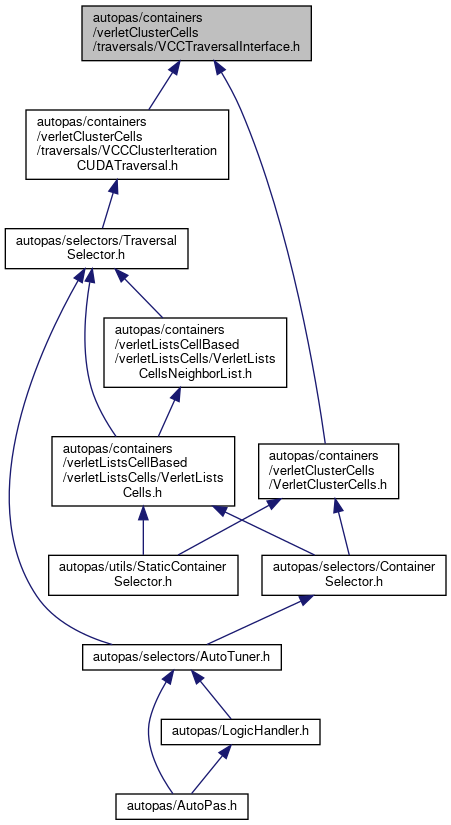 autopas/containers
/verletClusterCells
/traversals/VCCTraversalInterface.h
autopas/containers
/verletClusterCells
/traversals/VCCClusterIteration
CUDATraversal.h
autopas/selectors/Traversal
Selector.h
autopas/containers
/verletListsCellBased
/verletListsCells/VerletLists
CellsNeighborList.h
autopas/containers
/verletListsCellBased
/verletListsCells/VerletLists
Cells.h
autopas/containers
/verletClusterCells
/VerletClusterCells.h
autopas/utils/StaticContainer
Selector.h
autopas/selectors/Container
Selector.h
autopas/selectors/AutoTuner.h
autopas/LogicHandler.h
autopas/AutoPas.h